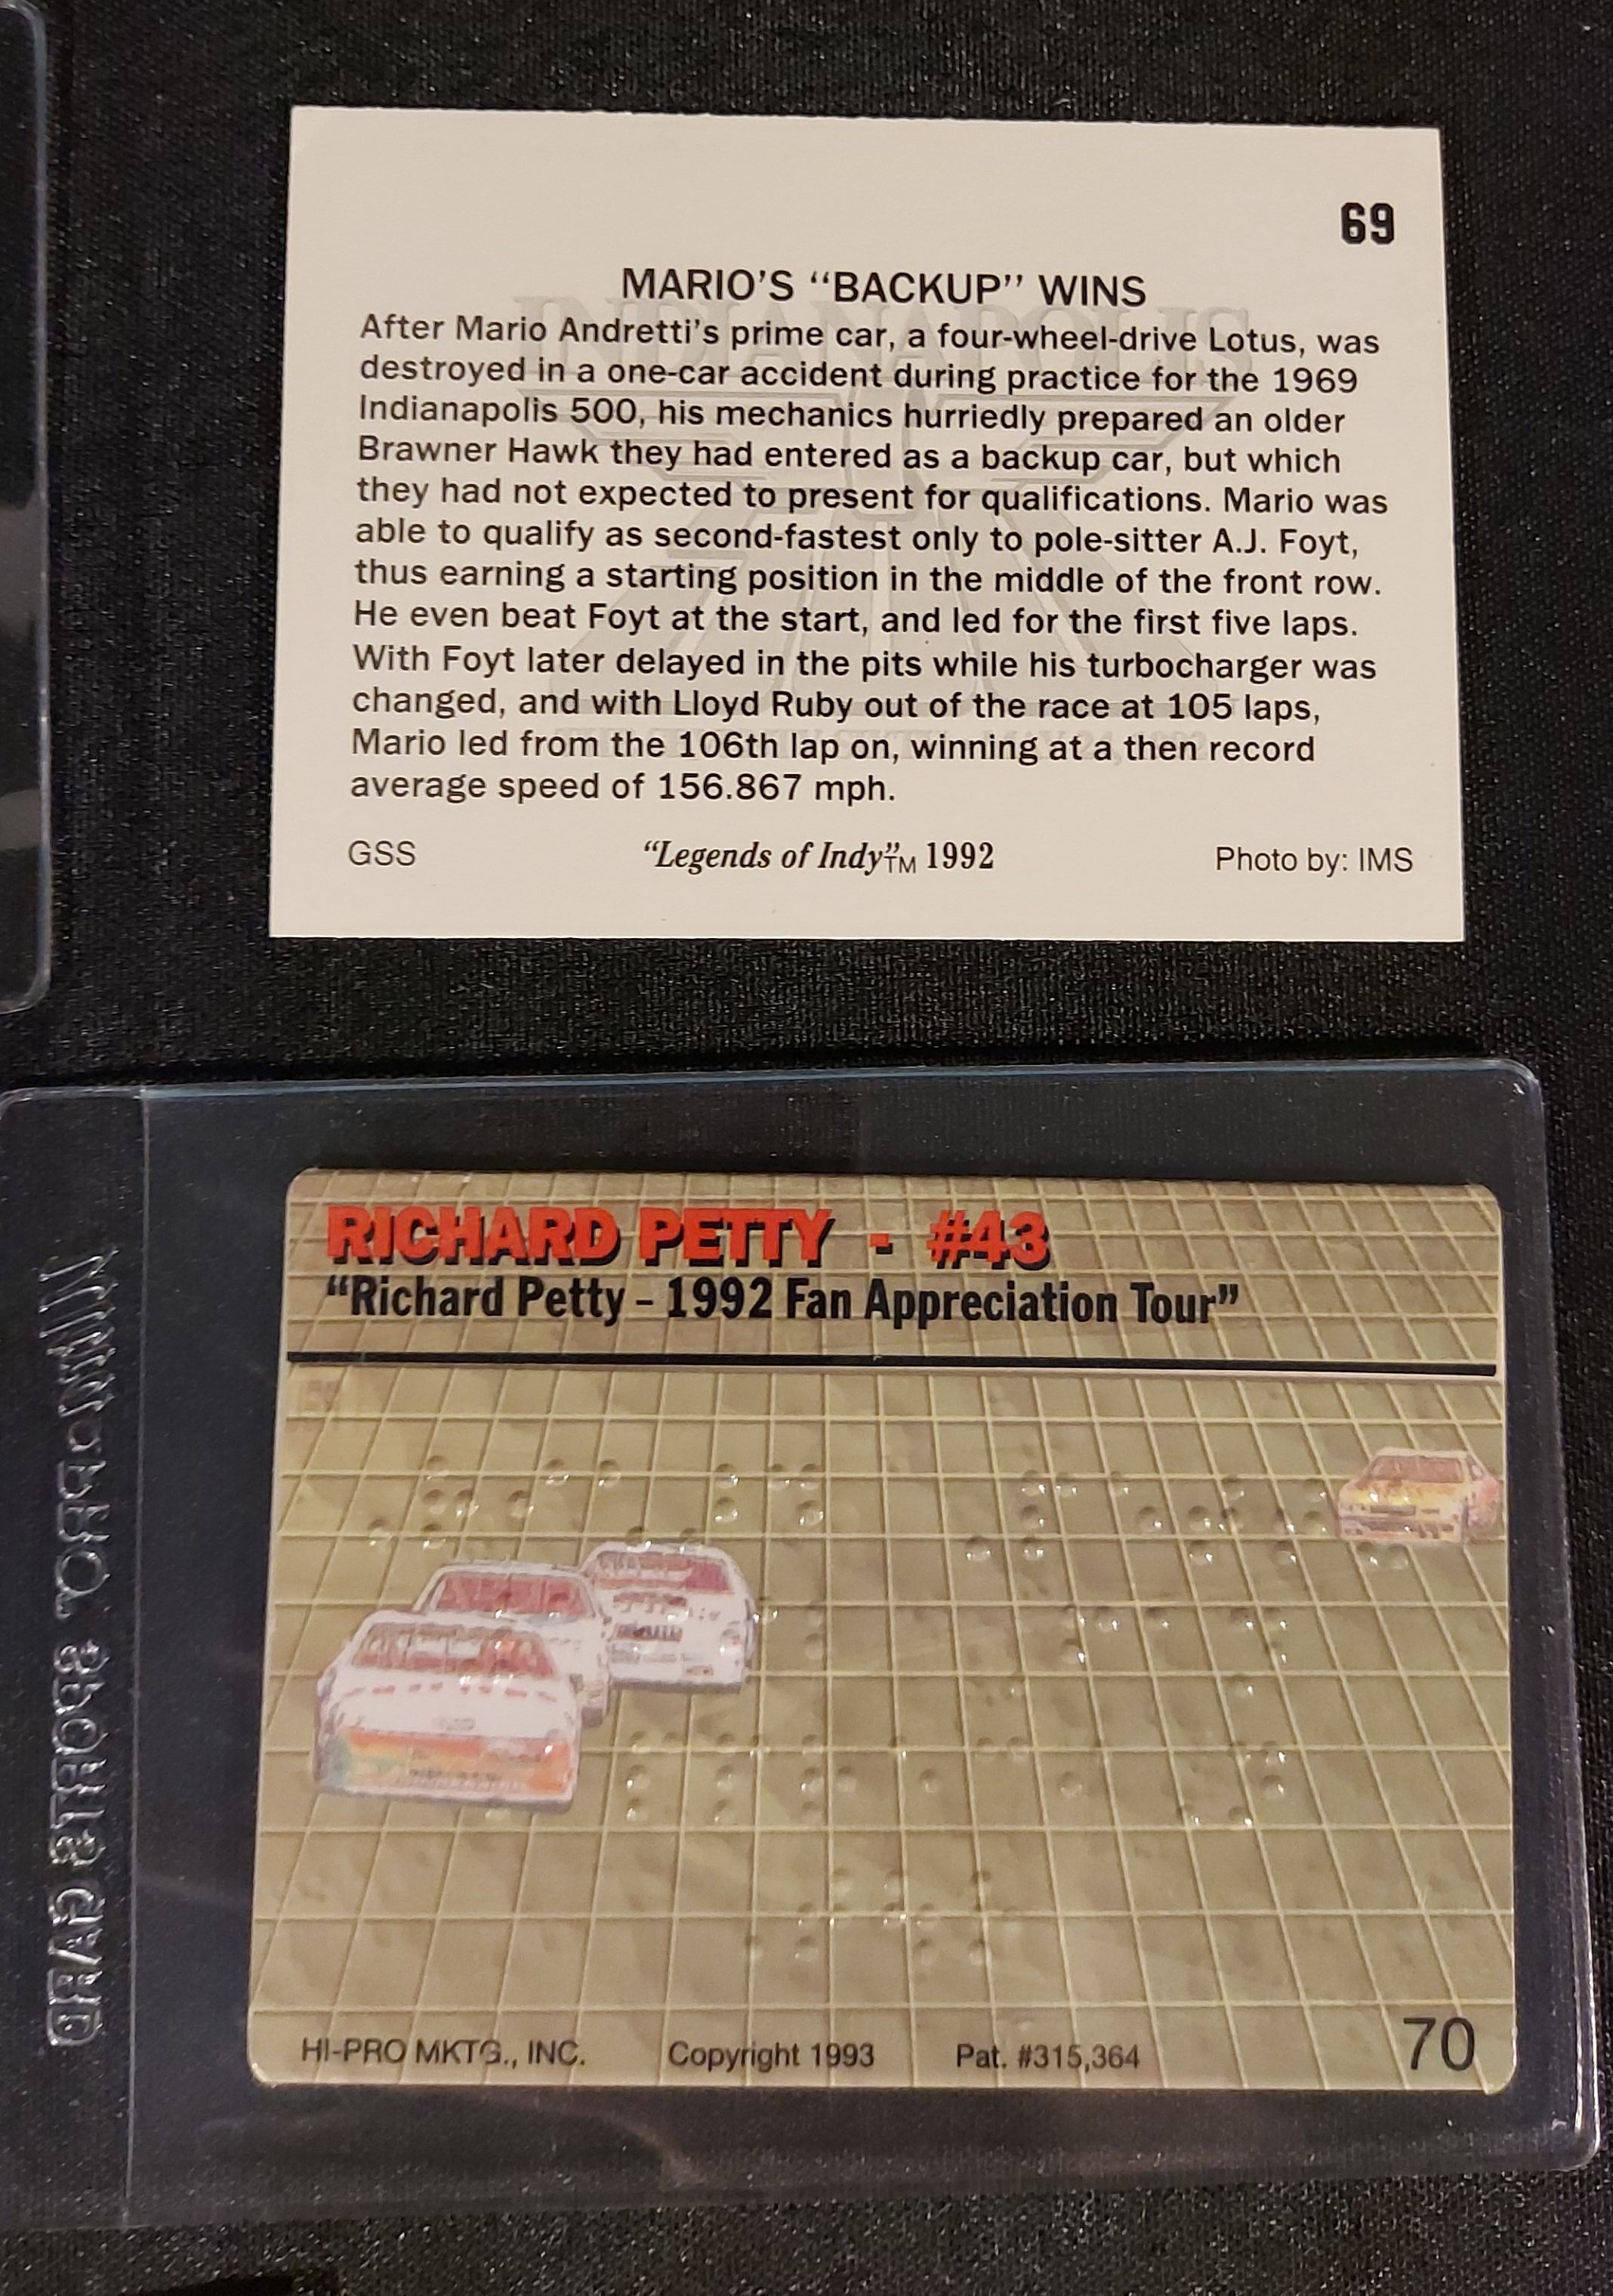 69
MARIO'S "BACKUP" WINS
After Mario Andretti's prime car, a four-wheel-drive Lotus, was
destroyed in a one-car accident during practice for the 1969
Indianapolis 500, his mechanics hurriedly prepared an older
Brawner Hawk they had entered as a backup car, but which
they had not expected to present for qualifications. Mario was
able to qualify as second-fastest only to pole-sitter A.J. Foyt,
thus earning a starting position in the middle of the front row.
He even beat Foyt at the start, and led for the first five laps.
With Foyt later delayed in the pits while his turbocharger was
changed, and with Lloyd Ruby out of the race at 105 laps,
Mario led from the 106th lap on, winning at a then record
average speed of 156.867 mph.
GSS "Legends of Indy"TM 1992 Photo by: IMS
INDIANAPOLIS
RICHARD PETTY - #43
"Richard Petty – 1992 Fan Appreciation Tour"
HI-PRO MKTG., INC. Copyright 1993 Pat. #315,364 70
CARD SPORTS